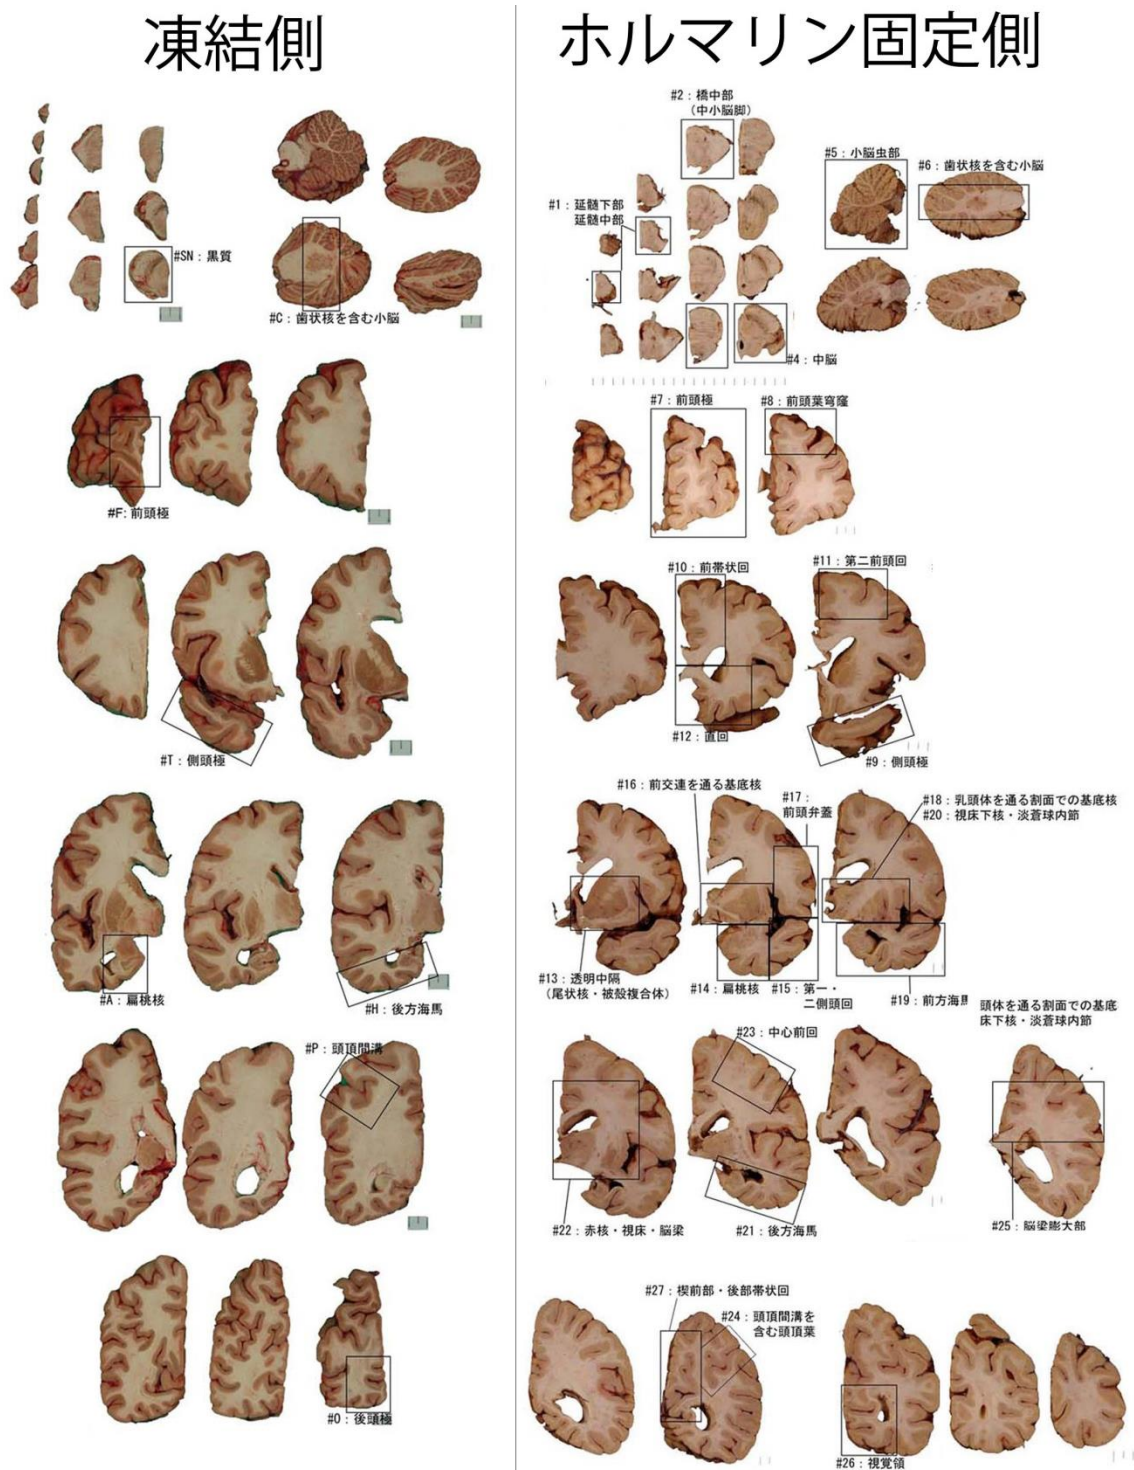 凍結側
ホルマリン固定側
#SN：黒質
#C：歯状核を含む小脳
#F：前頭極
#T：側頭極
#A：扁桃核
#H：後方海馬
#P：頭頂間溝
#O：後頭極
#2：橋中部
（中小脳脚）
#1：延髄下部
延髄中部
#5：小脳虫部
#6：歯状核を含む小脳
#4：中脳
#7：前頭極
#8：前頭葉穹窿
#10：前帯状回
#11：第二前頭回
#12：直回
#9：側頭極
#16：前交連を通る基底核
#17：
前頭弁蓋
#18：乳頭体を通る割面での基底核
#20：視床下核・淡蒼球内節
#13：透明中隔
（尾状核・被殻複合体）
#14：扁桃核
#15：第一・
二側頭回
#19：前方海馬
頭体を通る割面での基底
床下核・淡蒼球内節
#23：中心前回
#22：赤核・視床・脳梁
#21：後方海馬
#25：脳梁膨大部
#27：楔前部・後部帯状回
#24：頭頂間溝を
含む頭頂葉
#26：視覚領